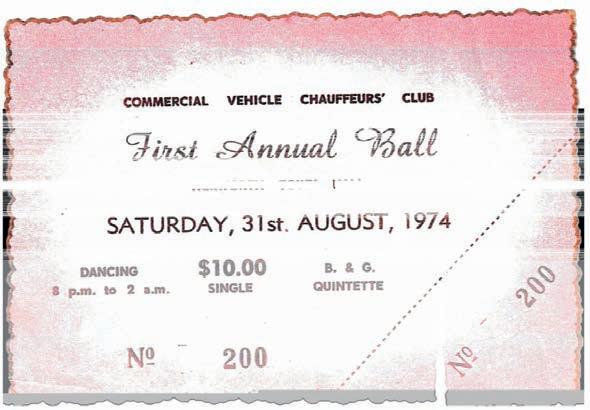 COMMERCIAL VEHICLE CHAUFFEURS' CLUB
First Annual Ball
SATURDAY, 31st. AUGUST, 1974
DANCING $10.00 B. & G.
8 p.m. to 2 a.m. SINGLE QUINTETTE
Nº 200
Nº 200